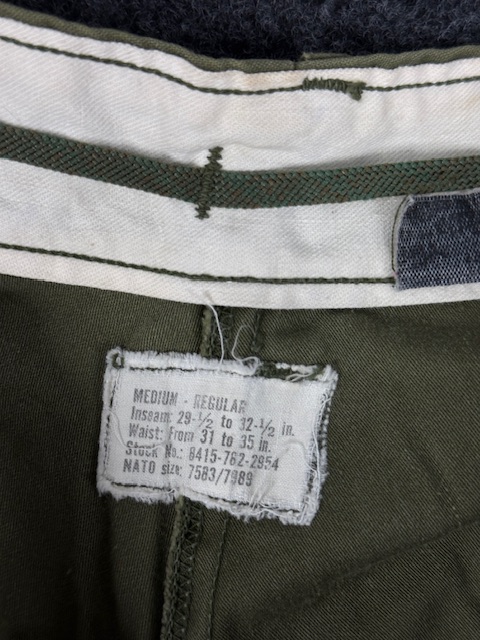 MEDIUM - REGULAR
Inseam: 29-1/2 to 32-1/2 in.
Waist: From 31 to 35 in.
Stock No.: 8415-782-2954
NATO size: 7583/7989